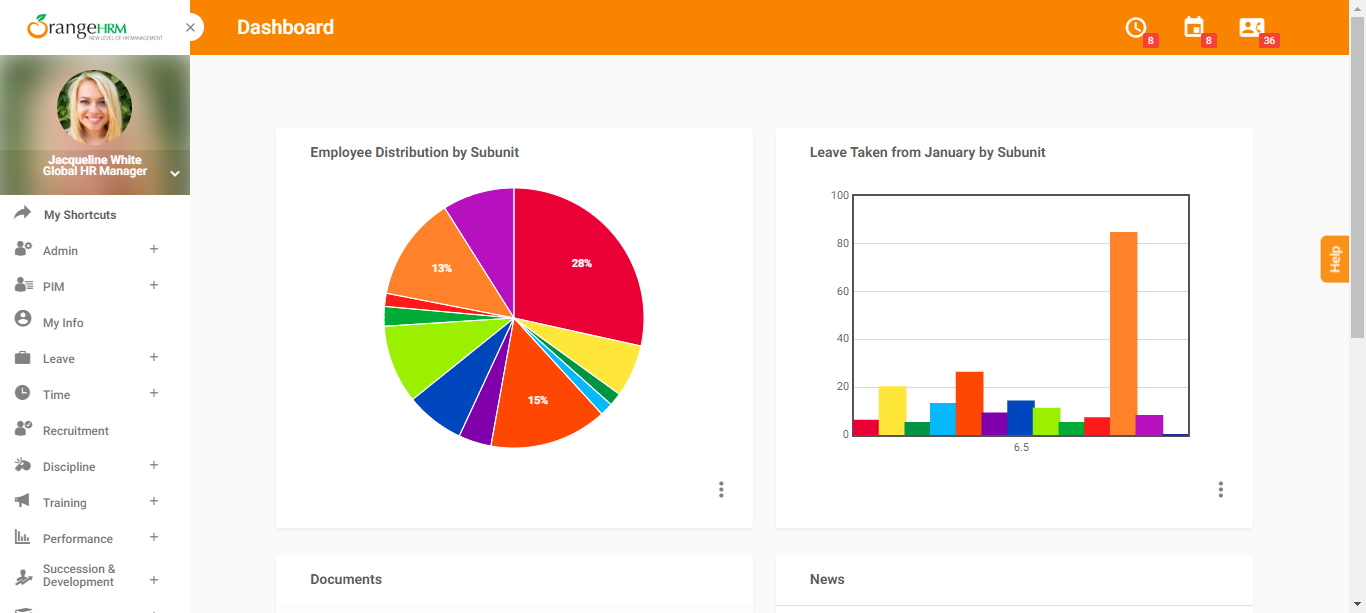 OrangeHRM
NEW LEVEL OF HR MANAGEMENT
Dashboard
8
8
36
Jacqueline White
Global HR Manager
My Shortcuts
Admin
PIM
My Info
Leave
Time
Recruitment
Discipline
Training
Performance
Succession &
Development
Employee Distribution by Subunit
28%
13%
15%
Leave Taken from January by Subunit
100
80
60
40
20
0
6.5
Help
Documents
News